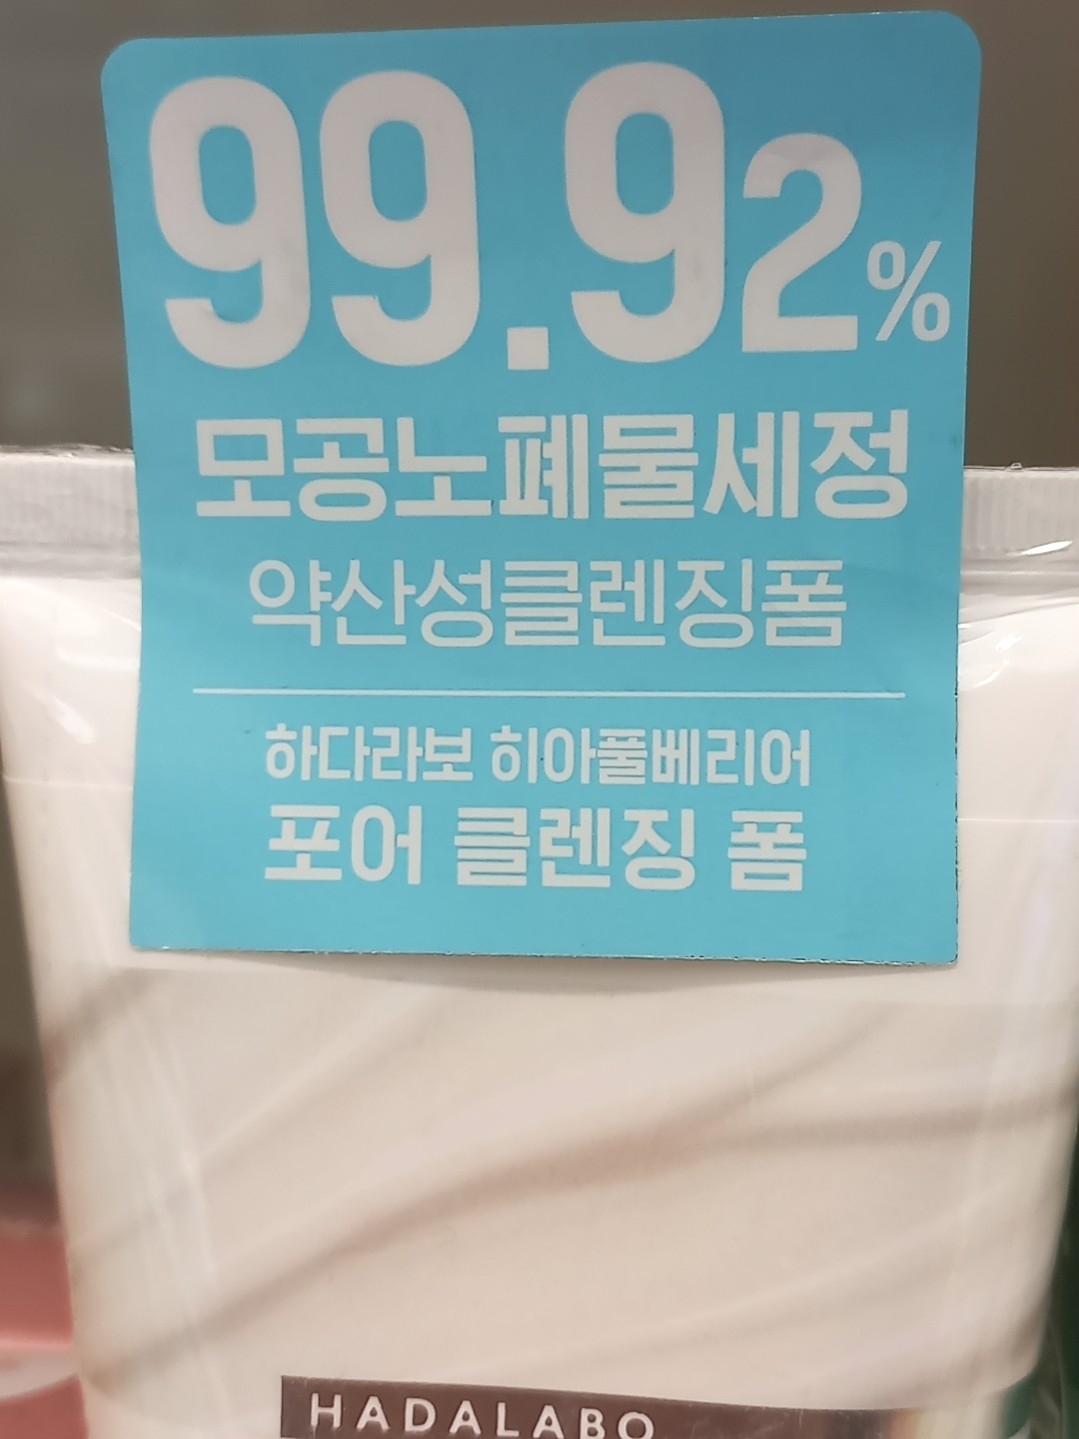 99.92%
모공노폐물세정
약산성클렌징폼
하다라보 히아풀베리어
포어 클렌징 폼
HADALABO